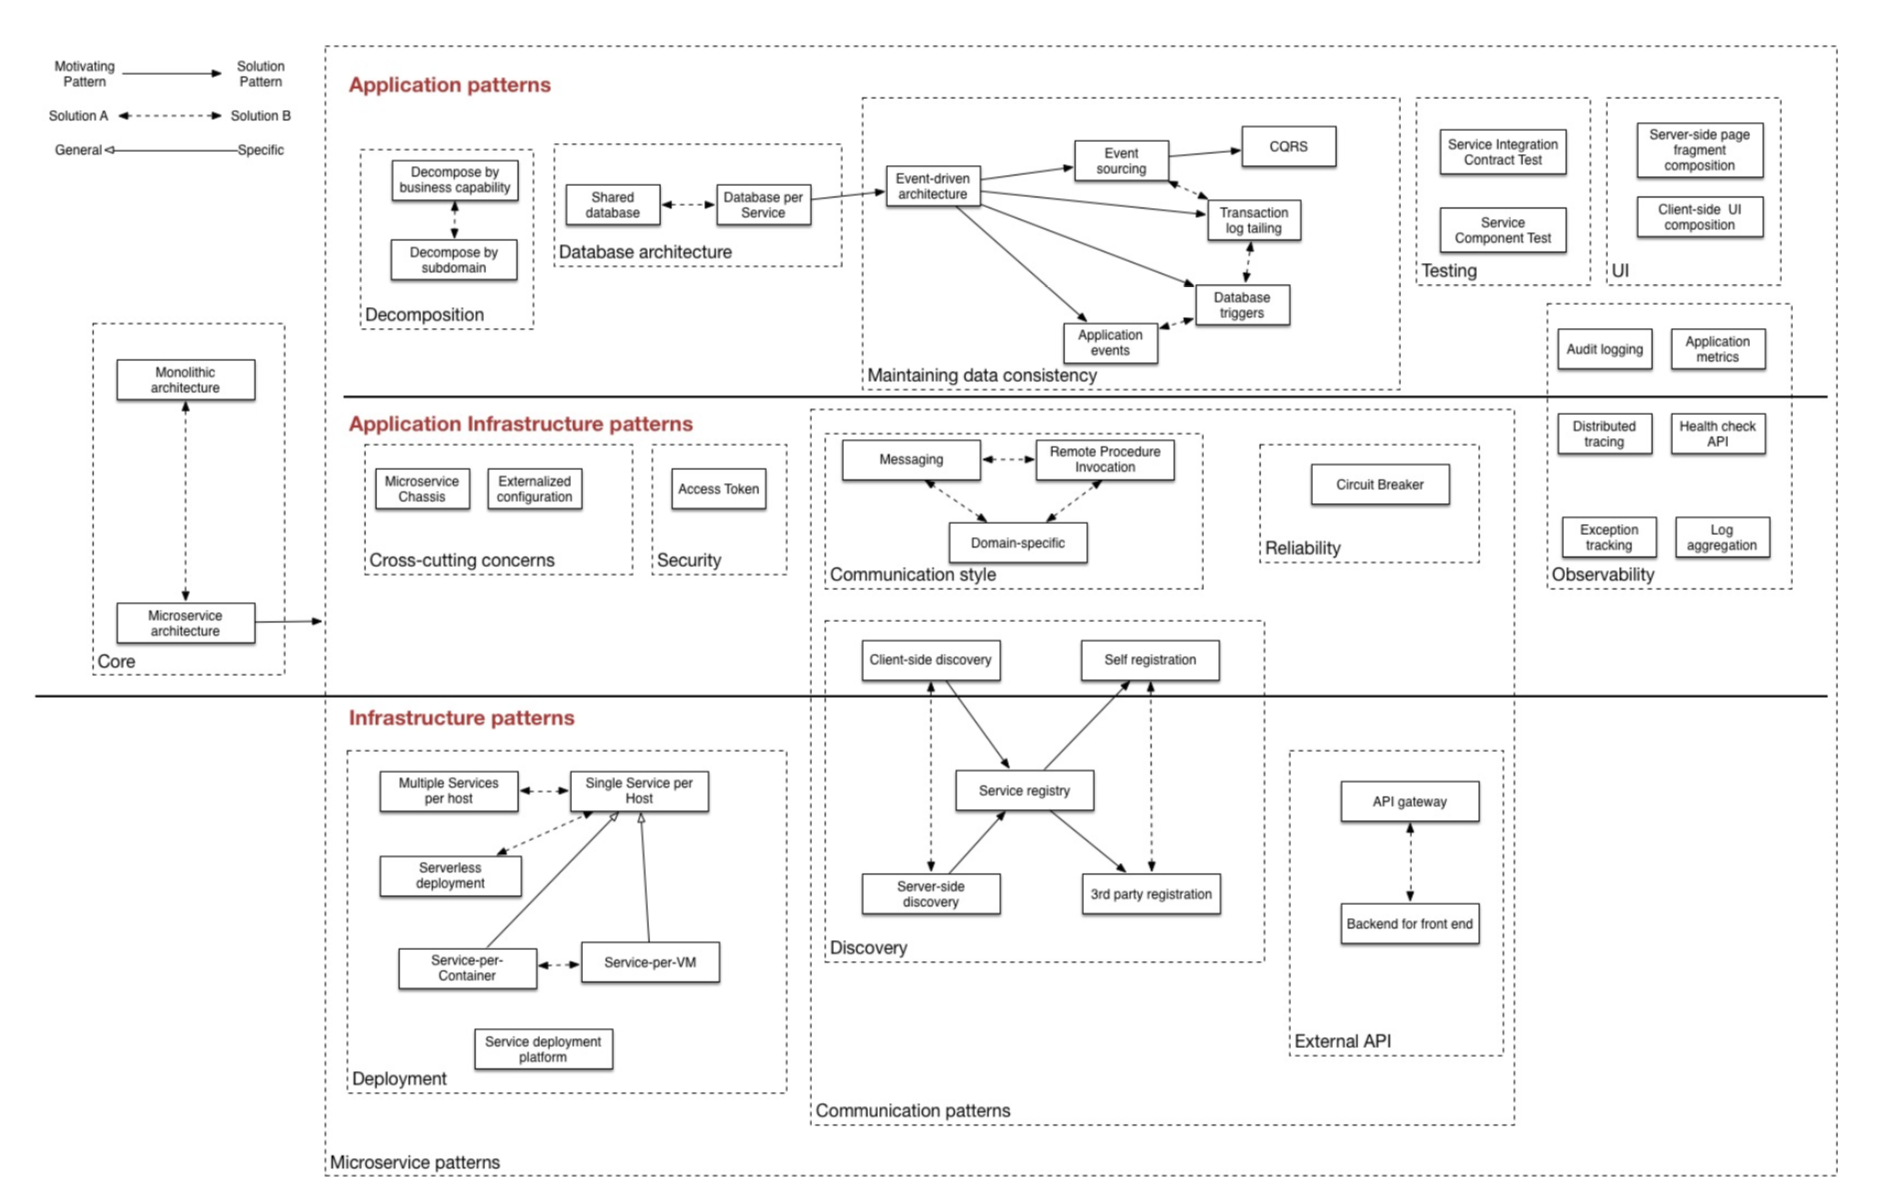 Motivating
Pattern
Solution
Pattern
Solution A
Solution B
General
Specific
Application patterns
Decompose by
business capability
Decompose by
subdomain
Decomposition
Shared
database
Database per
Service
Database architecture
Event-driven
architecture
Event
sourcing
CQRS
Transaction
log tailing
Database
triggers
Application
events
Maintaining data consistency
Service Integration
Contract Test
Service
Component Test
Testing
Server-side page
fragment
composition
Client-side UI
composition
UI
Monolithic
architecture
Microservice
architecture
Core
Audit logging
Application
metrics
Distributed
tracing
Health check
API
Exception
tracking
Log
aggregation
Observability
Application Infrastructure patterns
Microservice
Chassis
Externalized
configuration
Cross-cutting concerns
Access Token
Security
Messaging
Remote Procedure
Invocation
Domain-specific
Communication style
Circuit Breaker
Reliability
Client-side discovery
Self registration
Service registry
Server-side
discovery
3rd party registration
Discovery
Infrastructure patterns
Multiple Services
per host
Single Service per
Host
Serverless
deployment
Service-per-
Container
Service-per-VM
Service deployment
platform
Deployment
API gateway
Backend for front end
External API
Communication patterns
Microservice patterns